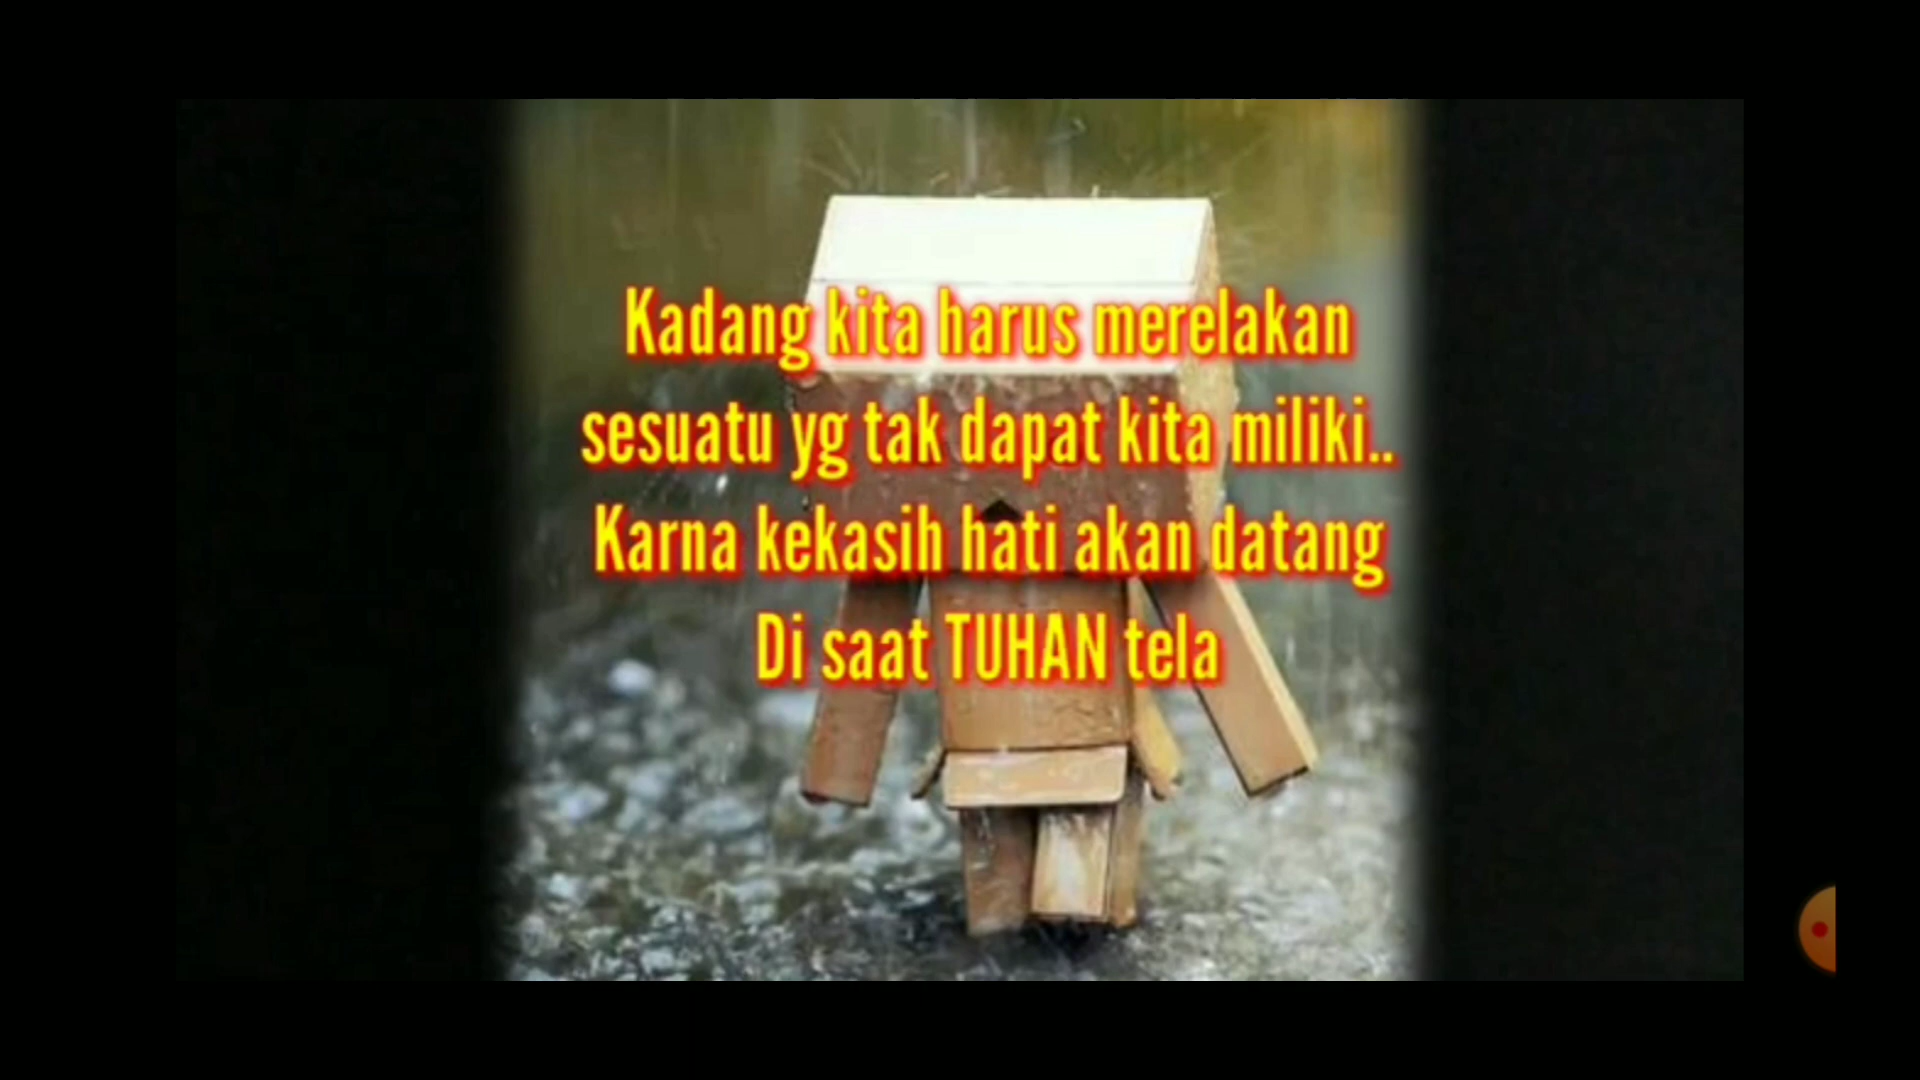 Kadang kita harus merelakan
sesuatu yg tak dapat kita miliki..
Karna kekasih hati akan datang
Di saat TUHAN tela